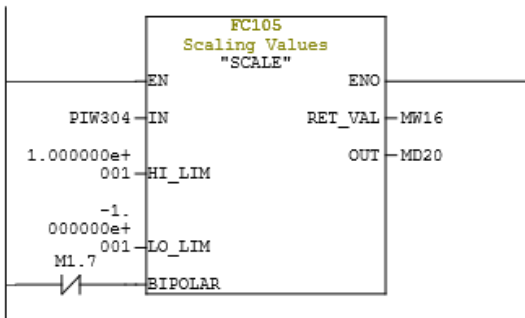 FC105
Scaling Values
"SCALE"
EN ENO
PIW304 IN RET_VAL MW16
1.000000e+ OUT MD20
001 HI_LIM
-1.
000000e+
001 LO_LIM
M1.7
BIPOLAR